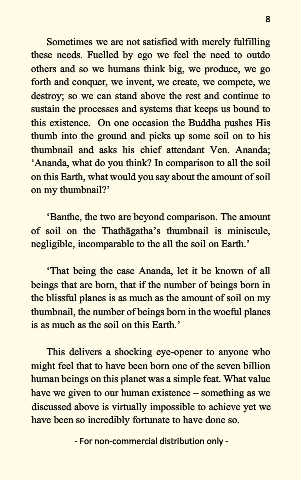 8
Sometimes we are not satisfied with merely fulfilling
these needs. Fuelled by ego we feel the need to outdo
others and so we humans think big, we produce, we go
forth and conquer, we invent, we create, we compete, we
destroy; so we can stand above the rest and continue to
sustain the processes and systems that keeps us bound to
this existence. On one occasion the Buddha pushes His
thumb into the ground and picks up some soil on to his
thumbnail and asks his chief attendant Ven. Ananda;
‘Ananda, what do you think? In comparison to all the soil
on this Earth, what would you say about the amount of soil
on my thumbnail?’
‘Banthe, the two are beyond comparison. The amount
of soil on the Thathāgatha’s thumbnail is miniscule,
negligible, incomparable to the all the soil on Earth.’
‘That being the case Ananda, let it be known of all
beings that are born, that if the number of beings born in
the blissful planes is as much as the amount of soil on my
thumbnail, the number of beings born in the woeful planes
is as much as the soil on this Earth.’
This delivers a shocking eye-opener to anyone who
might feel that to have been born one of the seven billion
human beings on this planet was a simple feat. What value
have we given to our human existence – something as we
discussed above is virtually impossible to achieve yet we
have been so incredibly fortunate to have done so.
- For non-commercial distribution only -